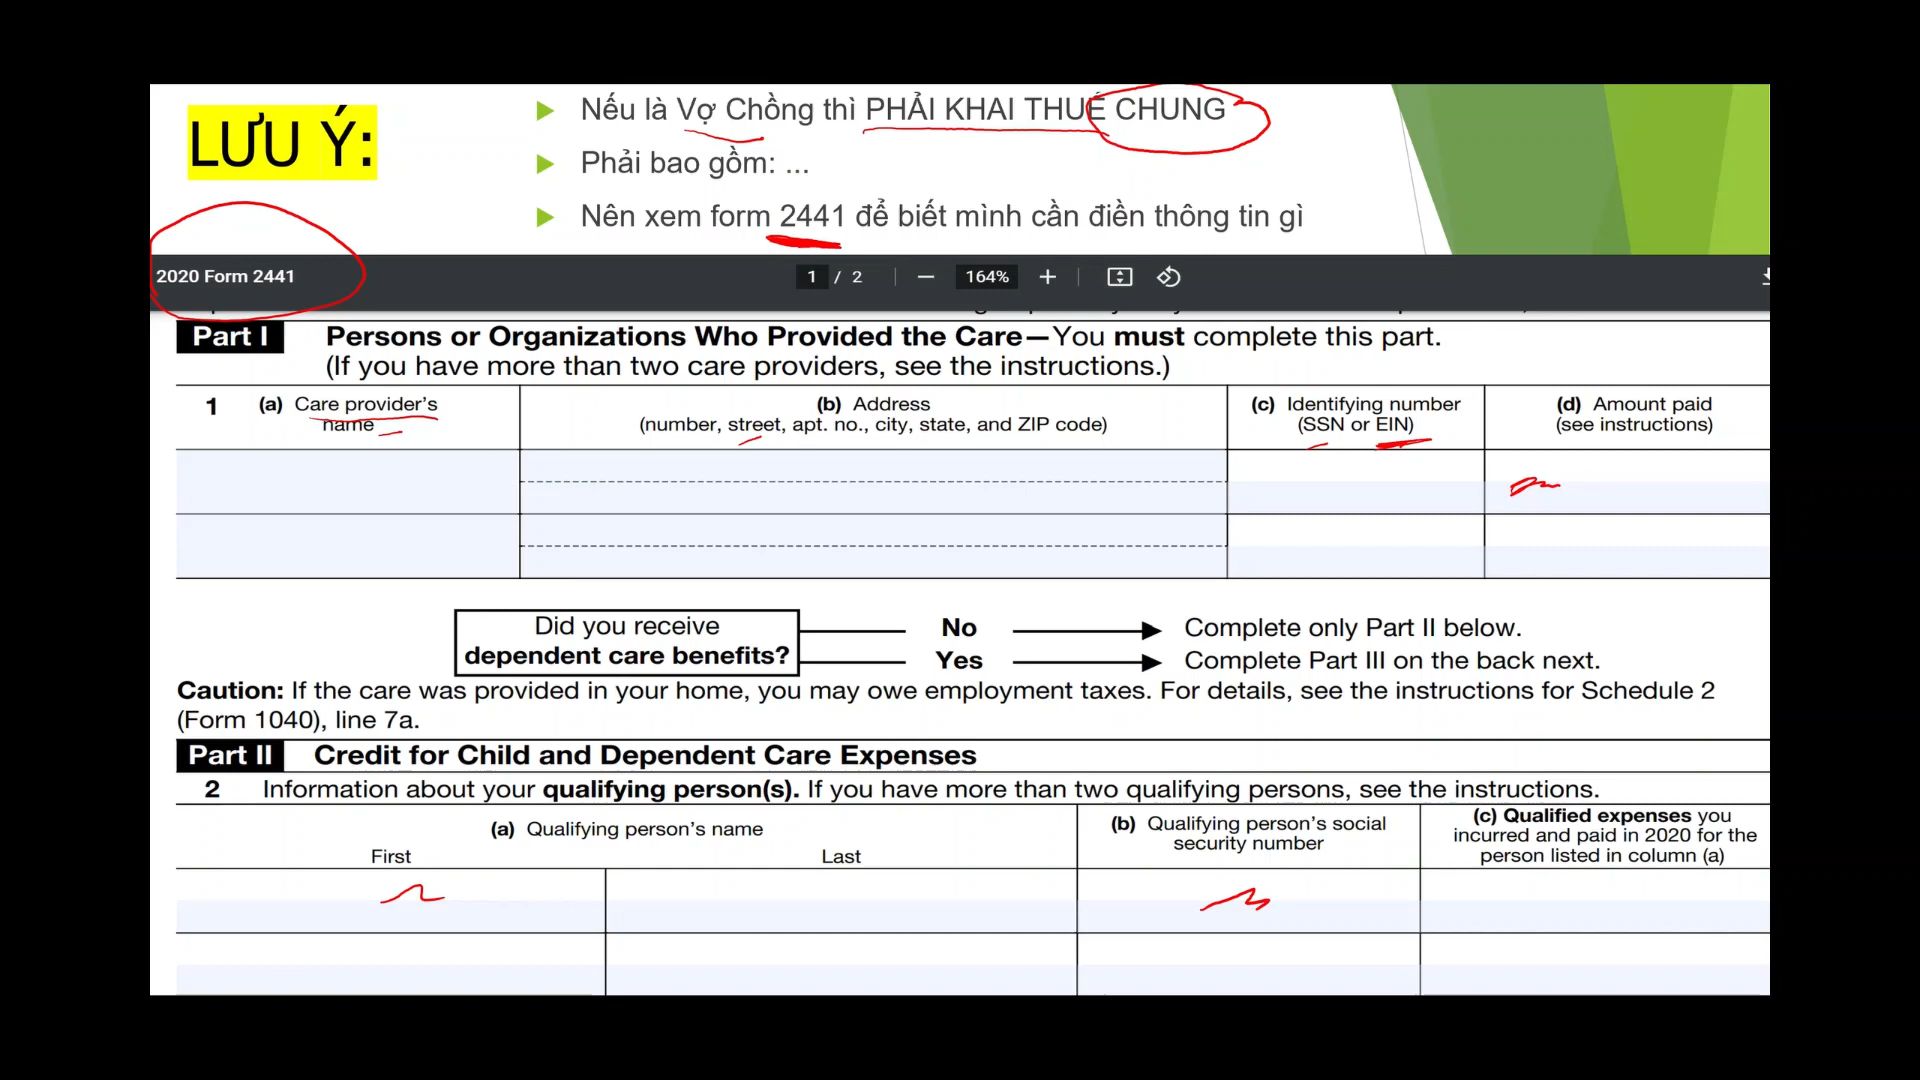 LƯU Ý:
Nếu là Vợ Chồng thì PHẢI KHAI THUẾ CHUNG
Phải bao gồm: ...
Nên xem form 2441 để biết mình cần điền thông tin gì
2020 Form 2441
1 / 2
164%
Part I Persons or Organizations Who Provided the Care—You must complete this part.
(If you have more than two care providers, see the instructions.)
1 (a) Care provider's name
(b) Address
(number, street, apt. no., city, state, and ZIP code)
(c) Identifying number
(SSN or EIN)
(d) Amount paid
(see instructions)
Did you receive
dependent care benefits?
No Complete only Part II below.
Yes Complete Part III on the back next.
Caution: If the care was provided in your home, you may owe employment taxes. For details, see the instructions for Schedule 2
(Form 1040), line 7a.
Part II Credit for Child and Dependent Care Expenses
2 Information about your qualifying person(s). If you have more than two qualifying persons, see the instructions.
(a) Qualifying person's name
First Last
(b) Qualifying person's social
security number
(c) Qualified expenses you
incurred and paid in 2020 for the
person listed in column (a)